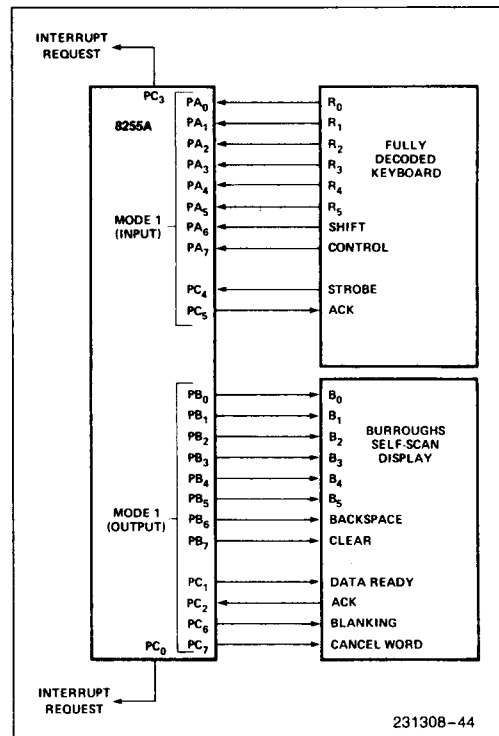 INTERRUPT
REQUEST
PC₃
8255A
MODE 1
(INPUT)
PA₀ R₀
PA₁ R₁
PA₂ R₂
PA₃ R₃
PA₄ R₄
PA₅ R₅
PA₆ SHIFT
PA₇ CONTROL
PC₄ STROBE
PC₅ ACK
FULLY
DECODED
KEYBOARD
MODE 1
(OUTPUT)
PB₀ B₀
PB₁ B₁
PB₂ B₂
PB₃ B₃
PB₄ B₄
PB₅ B₅
PB₆ BACKSPACE
PB₇ CLEAR
PC₁ DATA READY
PC₂ ACK
PC₆ BLANKING
PC₇ CANCEL WORD
BURROUGHS
SELF-SCAN
DISPLAY
PC₀
INTERRUPT
REQUEST
231308–44